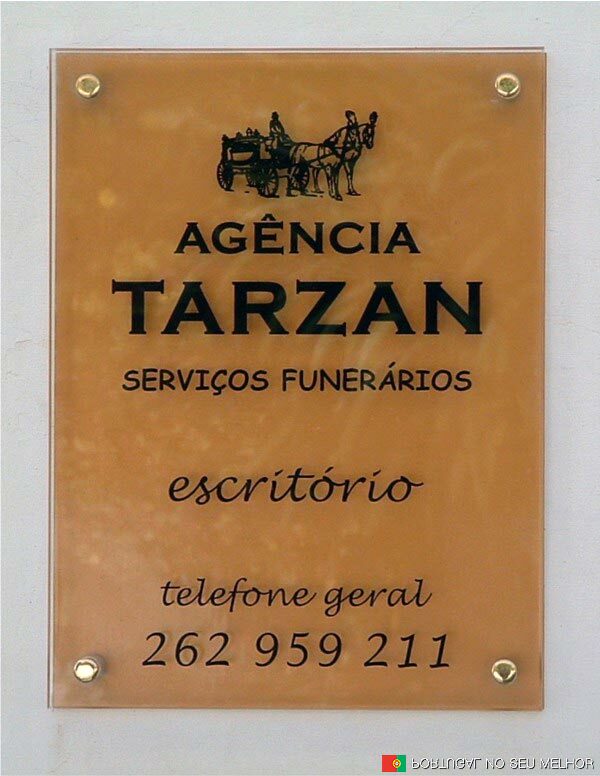 AGÊNCIA
TARZAN
SERVIÇOS FUNERÁRIOS
escritório
telefone geral
262 959 211
PORTUGAL NO SEU MELHOR